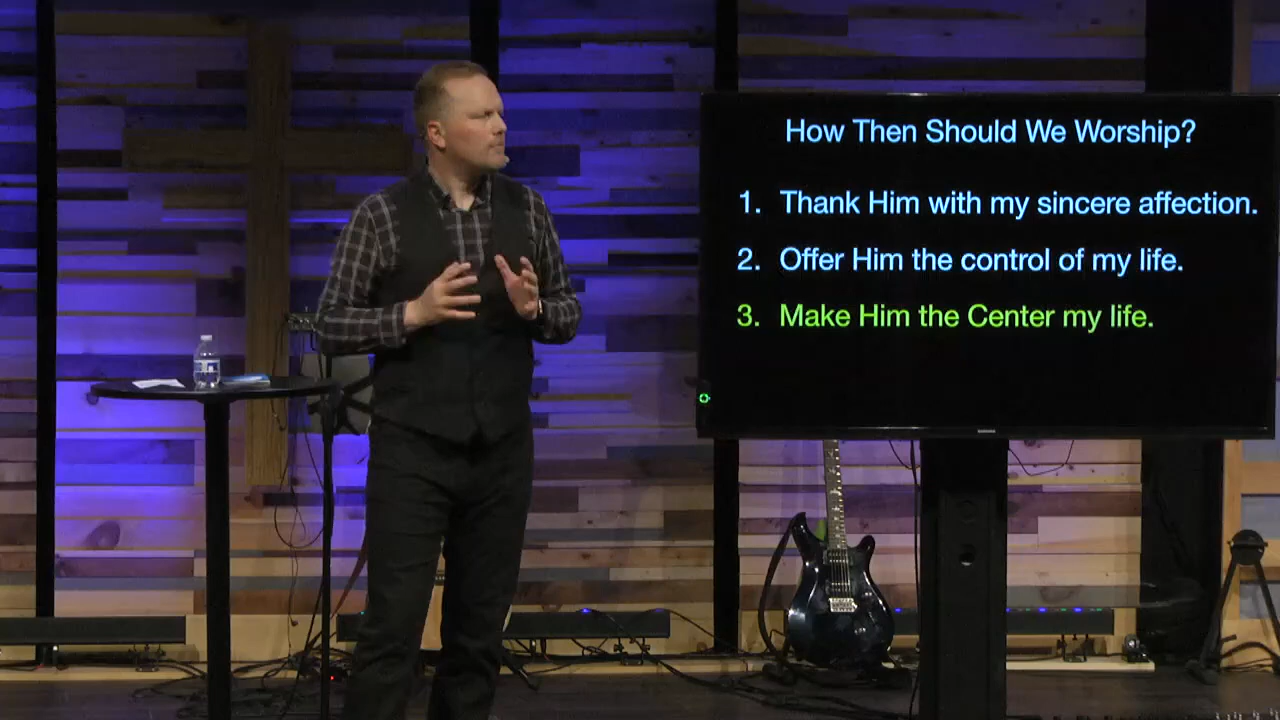 How Then Should We Worship?
1. Thank Him with my sincere affection.
2. Offer Him the control of my life.
3. Make Him the Center my life.